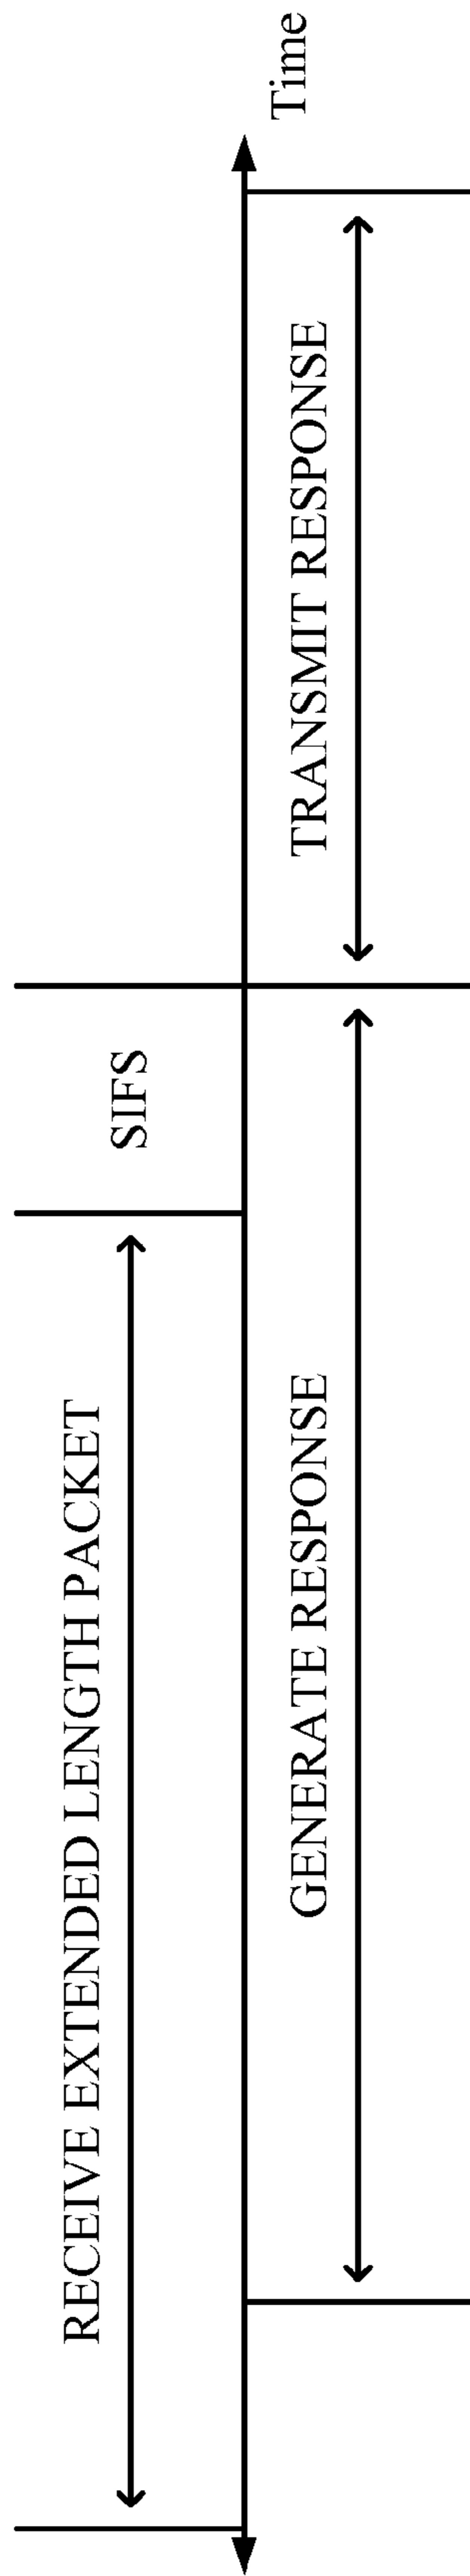 RECEIVE EXTENDED LENGTH PACKET
SIFS
GENERATE RESPONSE
TRANSMIT RESPONSE
Time